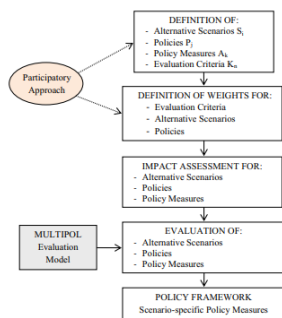 DEFINITION OF:
- Alternative Scenarios Si
- Policies Pj
- Policy Measures Ak
- Evaluation Criteria Kn
Participatory
Approach
DEFINITION OF WEIGHTS FOR:
- Evaluation Criteria
- Alternative Scenarios
- Policies
IMPACT ASSESSMENT FOR:
- Alternative Scenarios
- Policies
- Policy Measures
MULTIPOL
Evaluation
Model
EVALUATION OF:
- Alternative Scenarios
- Policies
- Policy Measures
POLICY FRAMEWORK
Scenario-specific Policy Measures